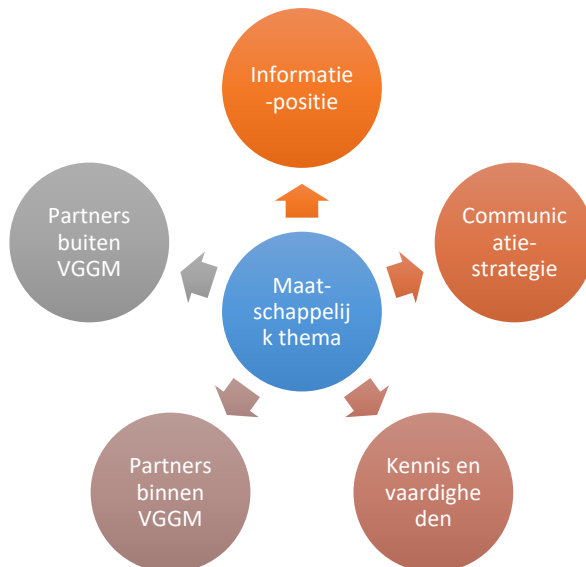 Informatie
-positie
Communic
atie-
strategie
Kennis en
vaardighe
den
Partners
binnen
VGGM
Partners
buiten
VGGM
Maat-
schappelij
k thema